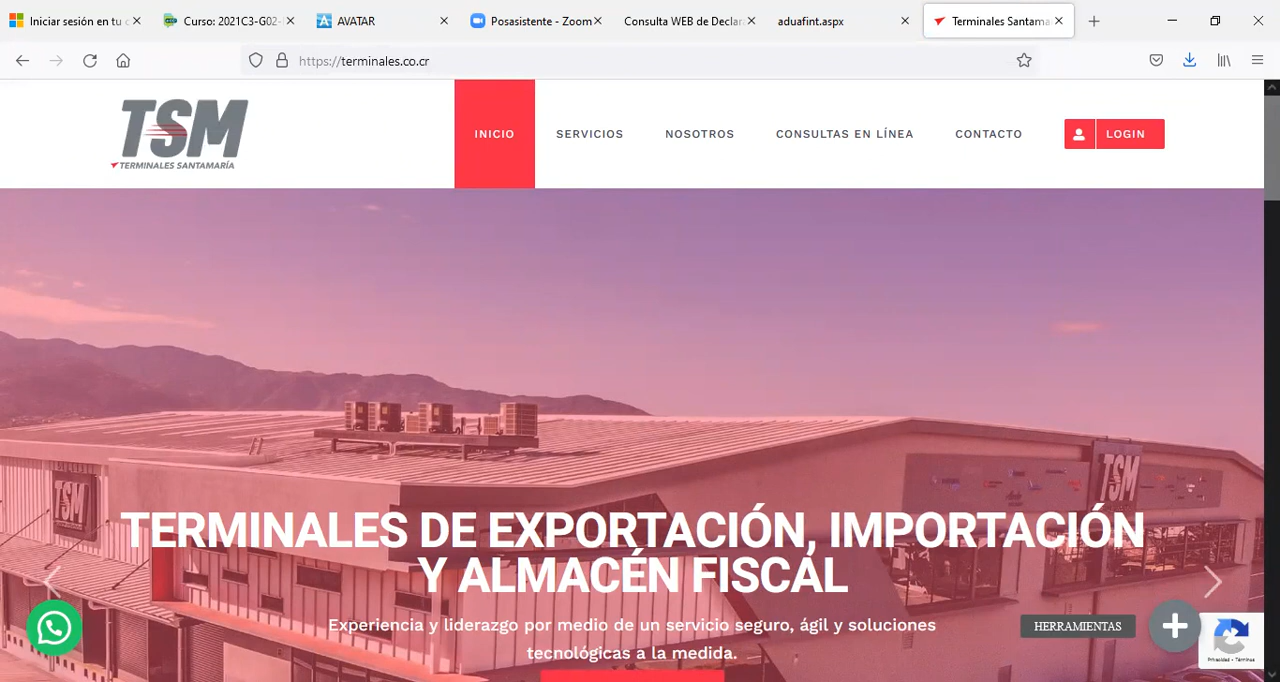 Iniciar sesión en tu c
Curso: 2021C3-G02-
AVATAR
Posasistente - Zoom
Consulta WEB de Declar
aduafint.aspx
Terminales Santama
https://terminales.co.cr
TSM
TERMINALES SANTAMARÍA
INICIO
SERVICIOS
NOSOTROS
CONSULTAS EN LÍNEA
CONTACTO
LOGIN
TSM
TSM
TERMINALES DE EXPORTACIÓN, IMPORTACIÓN
Y ALMACÉN FISCAL
Experiencia y liderazgo por medio de un servicio seguro, ágil y soluciones
tecnológicas a la medida.
HERRAMIENTAS
Privacidad - Términos